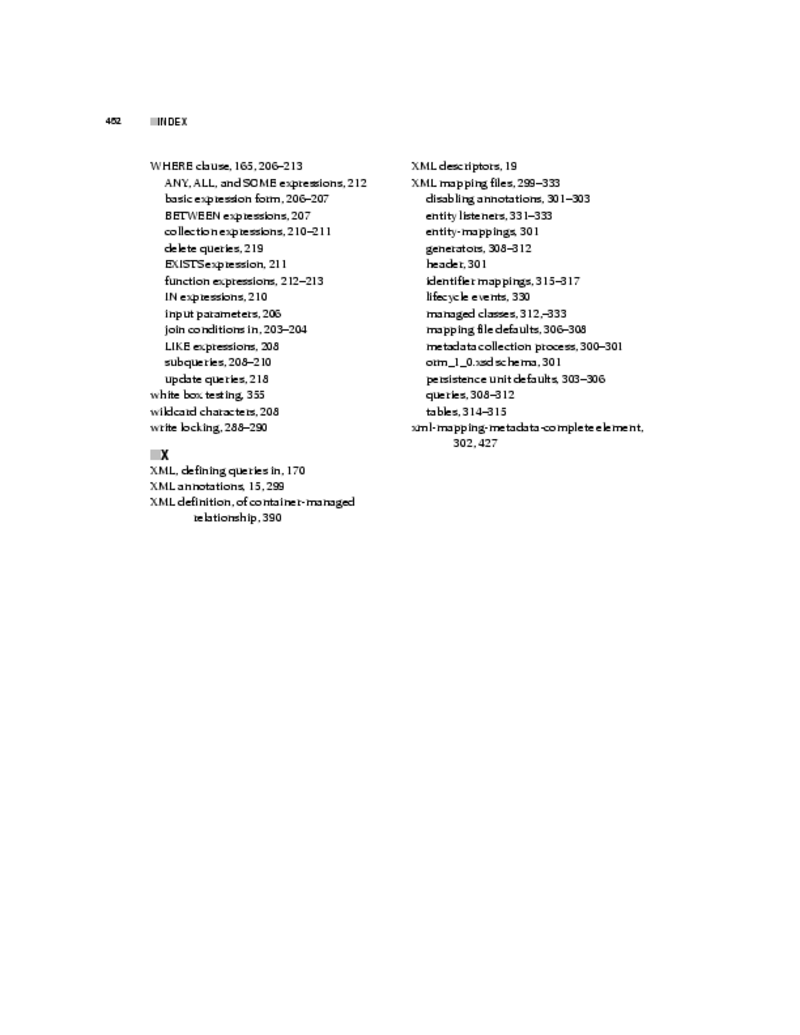 462 INDEX
WHERE clause, 165, 206–213
ANY, ALL, and SOME expressions, 212
basic expression form, 206–207
BETWEEN expressions, 207
collection expressions, 210–211
delete queries, 219
EXISTS expression, 211
function expressions, 212–213
IN expressions, 210
input parameters, 206
join conditions in, 203–204
LIKE expressions, 208
subqueries, 208–210
update queries, 218
white box testing, 355
wildcard characters, 208
write locking, 288–290
X
XML, defining queries in, 170
XML annotations, 15, 299
XML definition, of container-managed
relationship, 390
XML descriptors, 19
XML mapping files, 299–333
disabling annotations, 301–303
entity listeners, 331–333
entity-mappings, 301
generators, 308–312
header, 301
identifier mappings, 315–317
lifecycle events, 330
managed classes, 312,–333
mapping file defaults, 306–308
metadata collection process, 300–301
orm_1_0.xsd schema, 301
persistence unit defaults, 303–306
queries, 308–312
tables, 314–315
xml-mapping-metadata-complete element,
302, 427